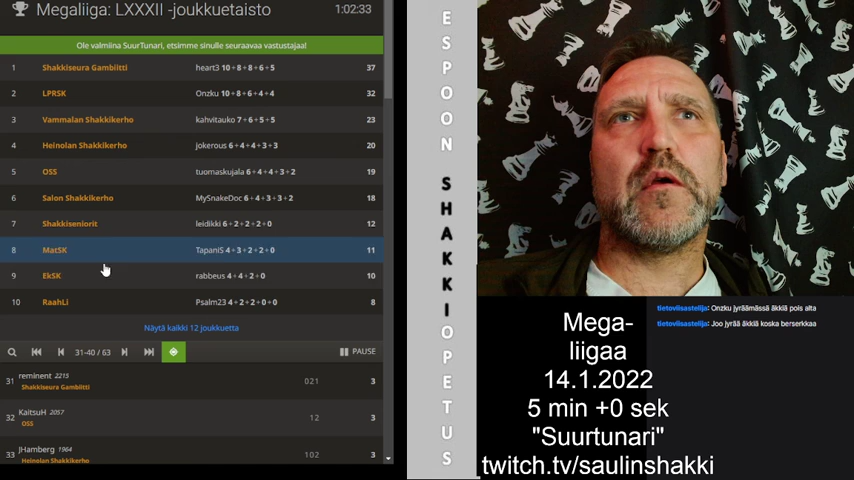 Megaliiga: LXXXII -joukkuetaisto 1:02:33
Ole valmiina SuurTunari, etsimme sinulle seuraavaa vastustajaa!
1 Shakkiseura Gambiitti heart3 10+8+8+6+5 37
2 LPRSK Onzku 10+8+6+4+4 32
3 Vammalan Shakkikerho kahvitauko 7+6+5+5 23
4 Heinolan Shakkikerho jokerous 6+4+4+3+3 20
5 OSS tuomaskujala 6+4+4+3+2 19
6 Salon Shakkikerho MySnakeDoc 6+4+3+3+2 18
7 Shakkiseniorit leidikki 6+2+2+2+0 12
8 MatSK TapaniS 4+3+2+2+0 11
9 EkSK rabbeus 4+4+2+0 10
10 RaahLi Psalm23 4+2+2+0+0 8
Näytä kaikki 12 joukkuetta
31-40 / 63 PAUSE
31 reminent 2215 021 3
Shakkiseura Gambiitti
32 KaitsuH 2057 12 3
OSS
33 JHamberg 1964 102 3
Heinolan Shakkikerho
ESPOON SHAKKIOPETUS
tietoviisastelija: Onzku jyräämässä äkkiä pois alta
tietoviisastelija: Joo jyrää äkkiä koska berserkkaa
Mega-
liigaa
14.1.2022
5 min +0 sek
"Suurtunari"
twitch.tv/saulinshakki